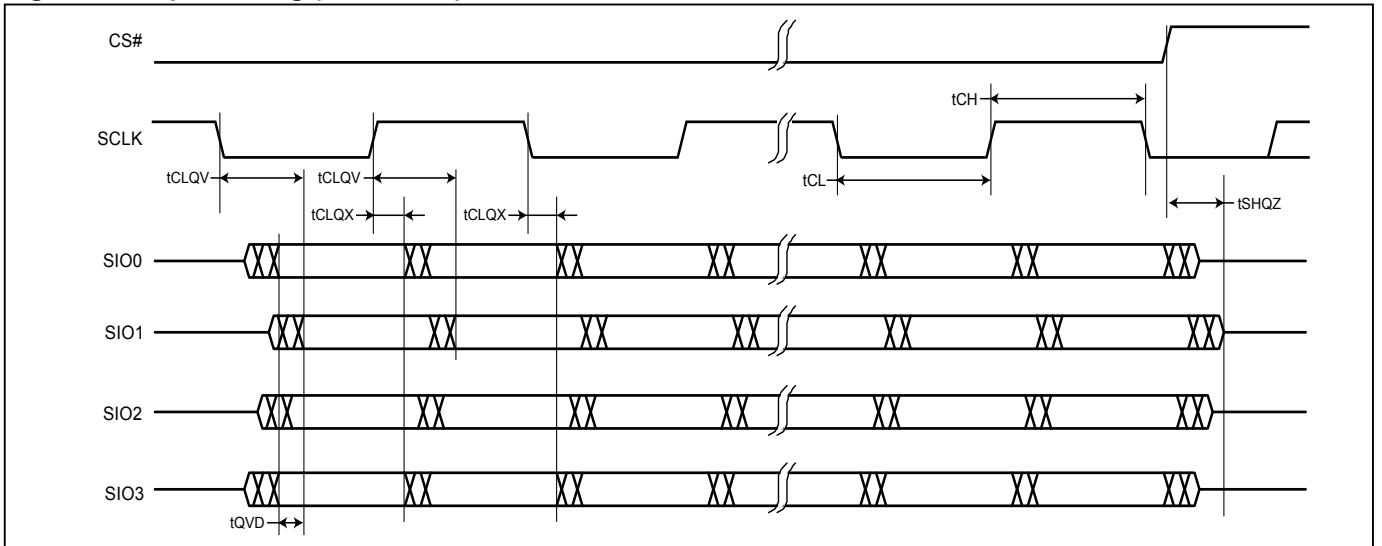 CS#
tCH
SCLK
tCLQV
tCLQV
tCL
tCLQX
tCLQX
tSHQZ
SIO0
SIO1
SIO2
SIO3
tQVD